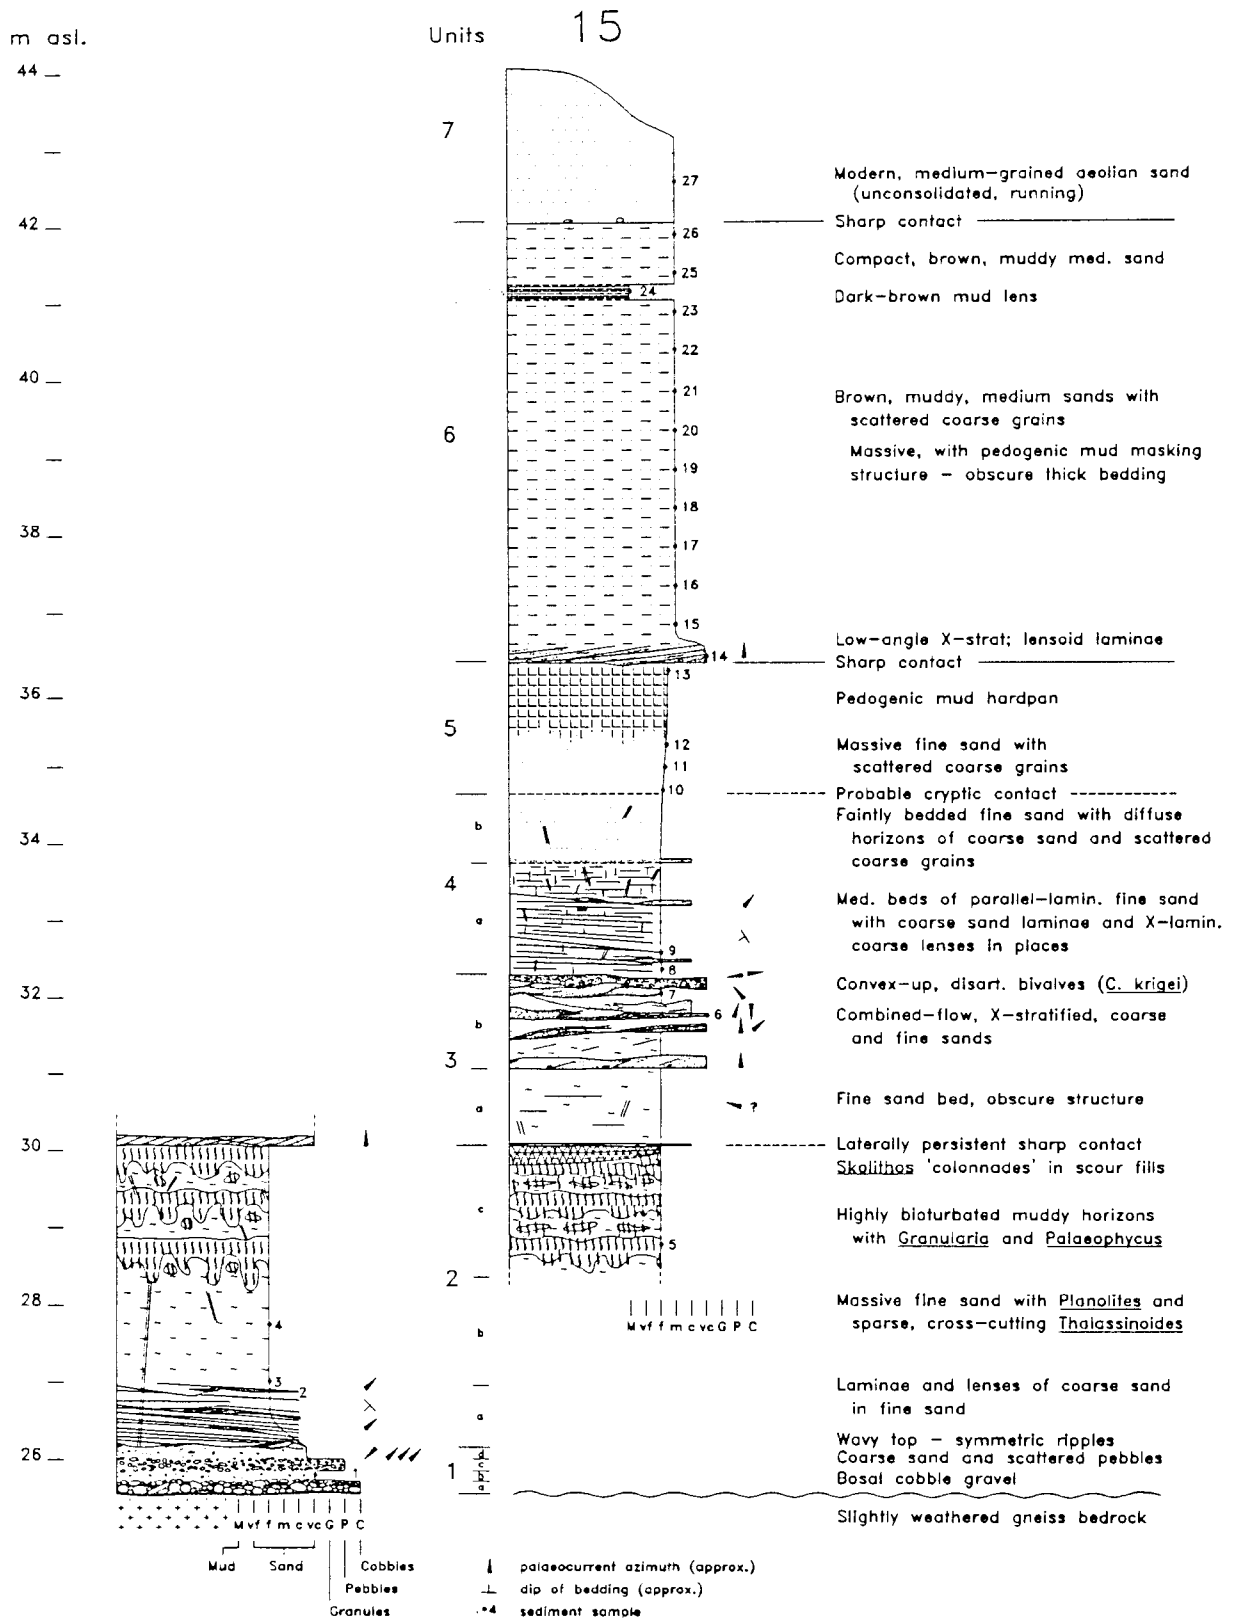 m asl.
Units
15
44
7
27
Modern, medium-grained aeolian sand
(unconsolidated, running)
42
Sharp contact
26
25
Compact, brown, muddy med. sand
24
Dark-brown mud lens
23
22
40
21
Brown, muddy, medium sands with
scattered coarse grains
6
20
19
Massive, with pedogenic mud masking
structure - obscure thick bedding
38
18
17
16
15
14
Low-angle X-strat; lensoid laminae
Sharp contact
13
36
Pedogenic mud hardpan
5
12
11
Massive fine sand with
scattered coarse grains
10
Probable cryptic contact
b
34
Faintly bedded fine sand with diffuse
horizons of coarse sand and scattered
coarse grains
4
a
Med. beds of parallel-lamin. fine sand
with coarse sand laminae and X-lamin.
coarse lenses in places
9
8
32
7
Convex-up, disart. bivalves (C. krigei)
6
b
Combined-flow, X-stratified, coarse
and fine sands
3
a
?
Fine sand bed, obscure structure
30
Laterally persistent sharp contact
Skolithos 'colonnades' in scour fills
c
5
Highly bioturbated muddy horizons
with Granularia and Palaeophycus
2
28
4
b
M vf f m c vc G P C
Massive fine sand with Planolites and
sparse, cross-cutting Thalassinoides
3
2
a
Laminae and lenses of coarse sand
in fine sand
26
1
d
c
b
a
Wavy top - symmetric ripples
Coarse sand and scattered pebbles
Basal cobble gravel
Slightly weathered gneiss bedrock
M vf f m c vc G P C
Mud
Sand
Cobbles
Pebbles
Granules
palaeocurrent azimuth (approx.)
dip of bedding (approx.)
4 sediment sample